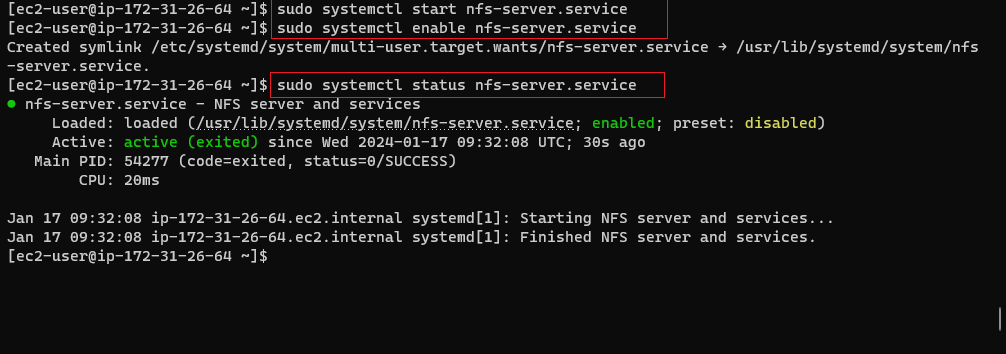 [ec2-user@ip-172-31-26-64 ~]$ sudo systemctl start nfs-server.service
[ec2-user@ip-172-31-26-64 ~]$ sudo systemctl enable nfs-server.service
Created symlink /etc/systemd/system/multi-user.target.wants/nfs-server.service → /usr/lib/systemd/system/nfs
-server.service.
[ec2-user@ip-172-31-26-64 ~]$ sudo systemctl status nfs-server.service
● nfs-server.service - NFS server and services
     Loaded: loaded (/usr/lib/systemd/system/nfs-server.service; enabled; preset: disabled)
     Active: active (exited) since Wed 2024-01-17 09:32:08 UTC; 30s ago
   Main PID: 54277 (code=exited, status=0/SUCCESS)
        CPU: 20ms

Jan 17 09:32:08 ip-172-31-26-64.ec2.internal systemd[1]: Starting NFS server and services...
Jan 17 09:32:08 ip-172-31-26-64.ec2.internal systemd[1]: Finished NFS server and services.
[ec2-user@ip-172-31-26-64 ~]$